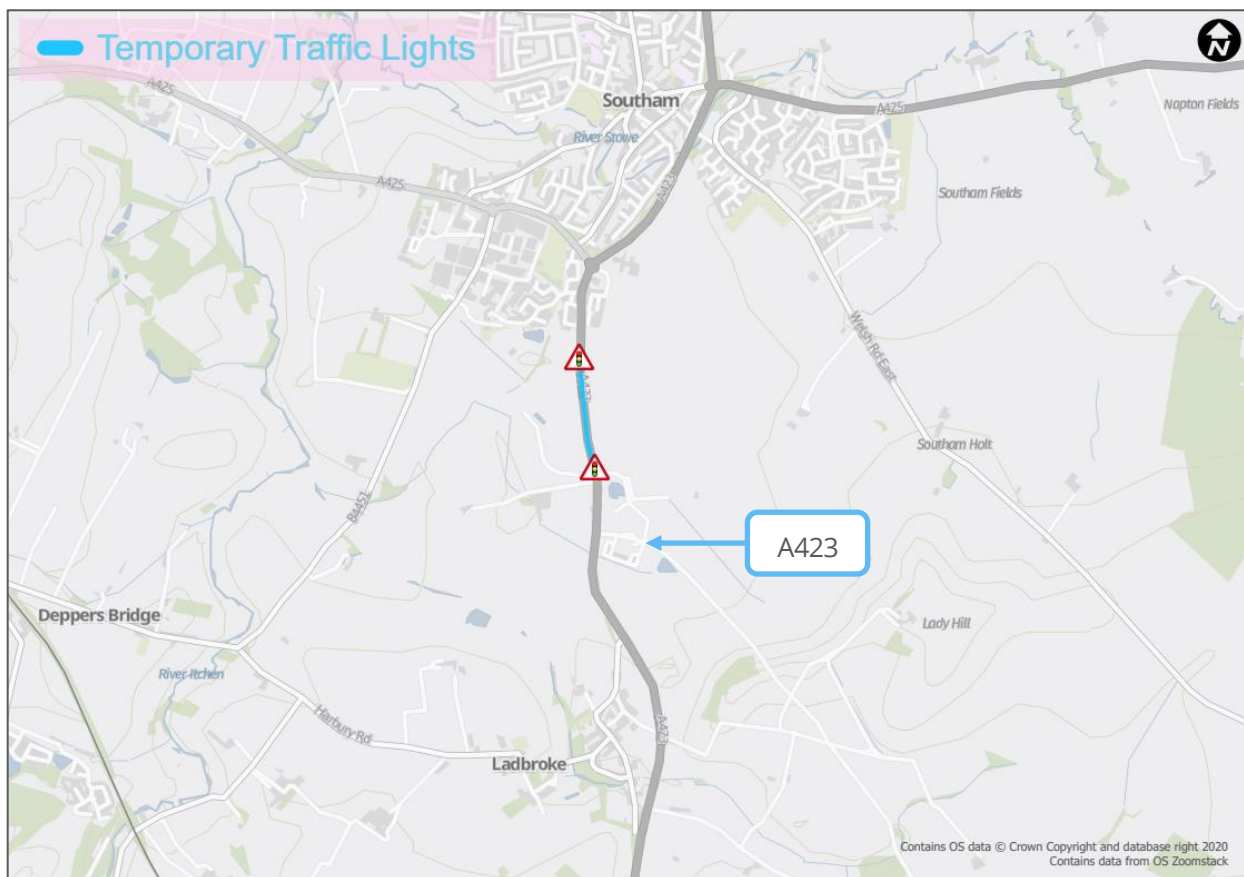 Temporary Traffic Lights
N
A425
Southam
A425
Napton Fields
River Stowe
A425
A423
Southam Fields
Welsh Rd East
A423
Southam Holt
B4451
A423
Deppers Bridge
Lady Hill
River Itchen
Harbury Rd
A423
Ladbroke
Contains OS data © Crown Copyright and database right 2020
Contains data from OS Zoomstack